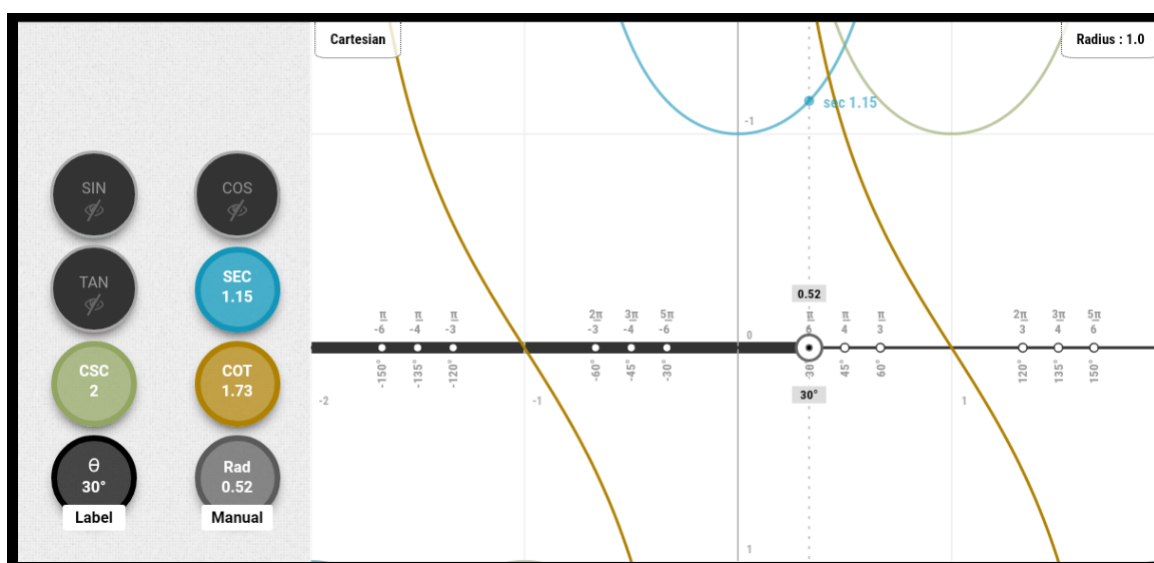 Cartesian
Radius : 1.0
SIN
COS
TAN
SEC
1.15
CSC
2
COT
1.73
θ
30°
Rad
0.52
Label
Manual
-1
sec 1.15
0.52
π
-6
π
-4
π
-3
2π
-3
3π
-4
5π
-6
0
π
6
π
4
π
3
2π
3
3π
4
5π
6
-150°
-135°
-120°
-60°
-45°
-30°
30°
45°
60°
120°
135°
150°
30°
-2
-1
1
1